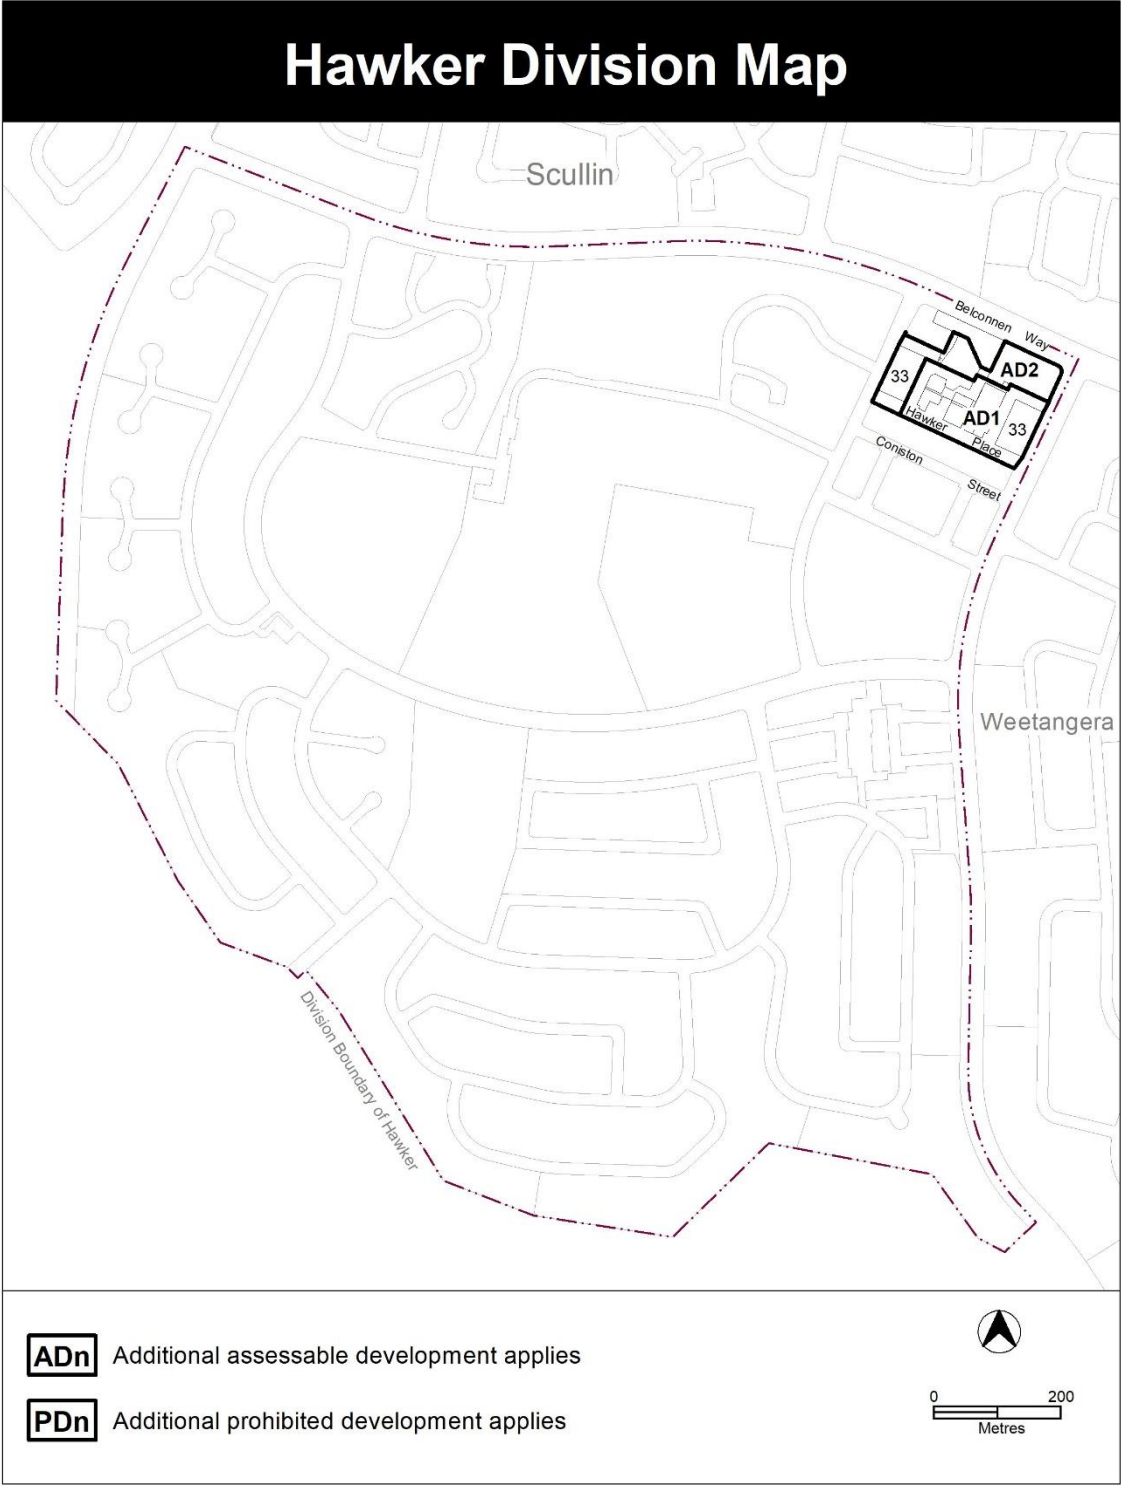 Hawker Division Map
Scullin
Belconnen Way
33
AD2
AD1
33
Hawker Place
Coniston Street
Weetangera
Division Boundary of Hawker
ADn Additional assessable development applies
PDn Additional prohibited development applies
0 200
Metres